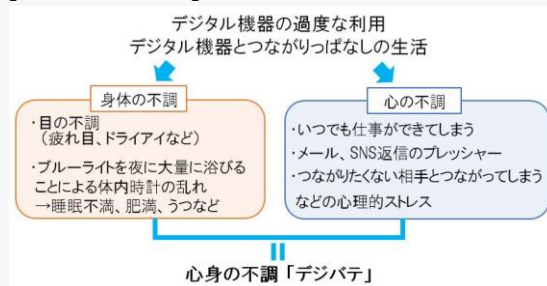 デジタル機器の過度な利用
デジタル機器とつながりっぱなしの生活
身体の不調
・目の不調
(疲れ目、ドライアイなど)
・ブルーライトを夜に大量に浴びる
ことによる体内時計の乱れ
→睡眠不満、肥満、うつなど
心の不調
・いつでも仕事ができてしまう
・メール、SNS返信のプレッシャー
・つながりたくない相手とつながってしまう
などの心理的ストレス
心身の不調「デジバテ」